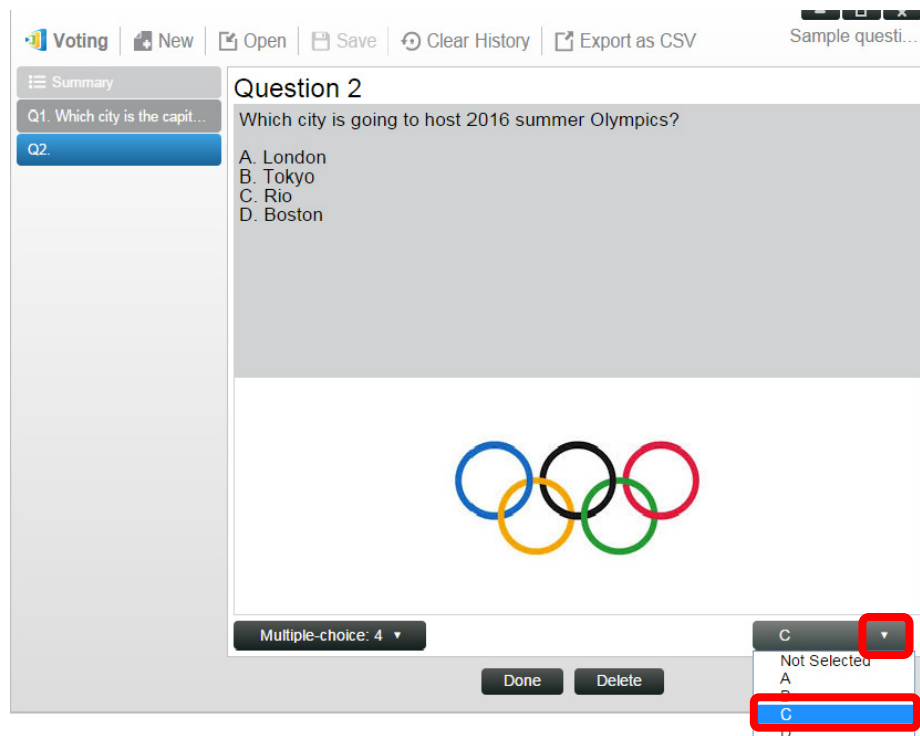 Voting New Open Save Clear History Export as CSV Sample questi...
Summary
Q1. Which city is the capit...
Q2.
Question 2
Which city is going to host 2016 summer Olympics?
A. London
B. Tokyo
C. Rio
D. Boston
Multiple-choice: 4
C
Not Selected
A
B
C
D
Done Delete